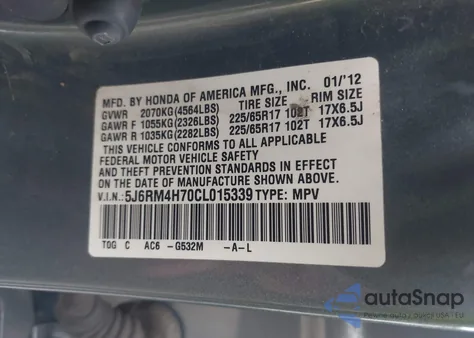 MFD. BY HONDA OF AMERICA MFG., INC. 01/'12
GVWR 2070KG(4564LBS) TIRE SIZE RIM SIZE
GAWR F 1055KG(2326LBS) 225/65R17 102T 17X6.5J
GAWR R 1035KG(2282LBS) 225/65R17 102T 17X6.5J
THIS VEHICLE CONFORMS TO ALL APPLICABLE
FEDERAL MOTOR VEHICLE SAFETY
AND THEFT PREVENTION STANDARDS IN EFFECT ON
THE DATE OF MANUFACTURE SHOWN ABOVE.
V.I.N.: 5J6RM4H70CL015339 TYPE: MPV
TOG C AC6 -G532M -A-L
autaSnap